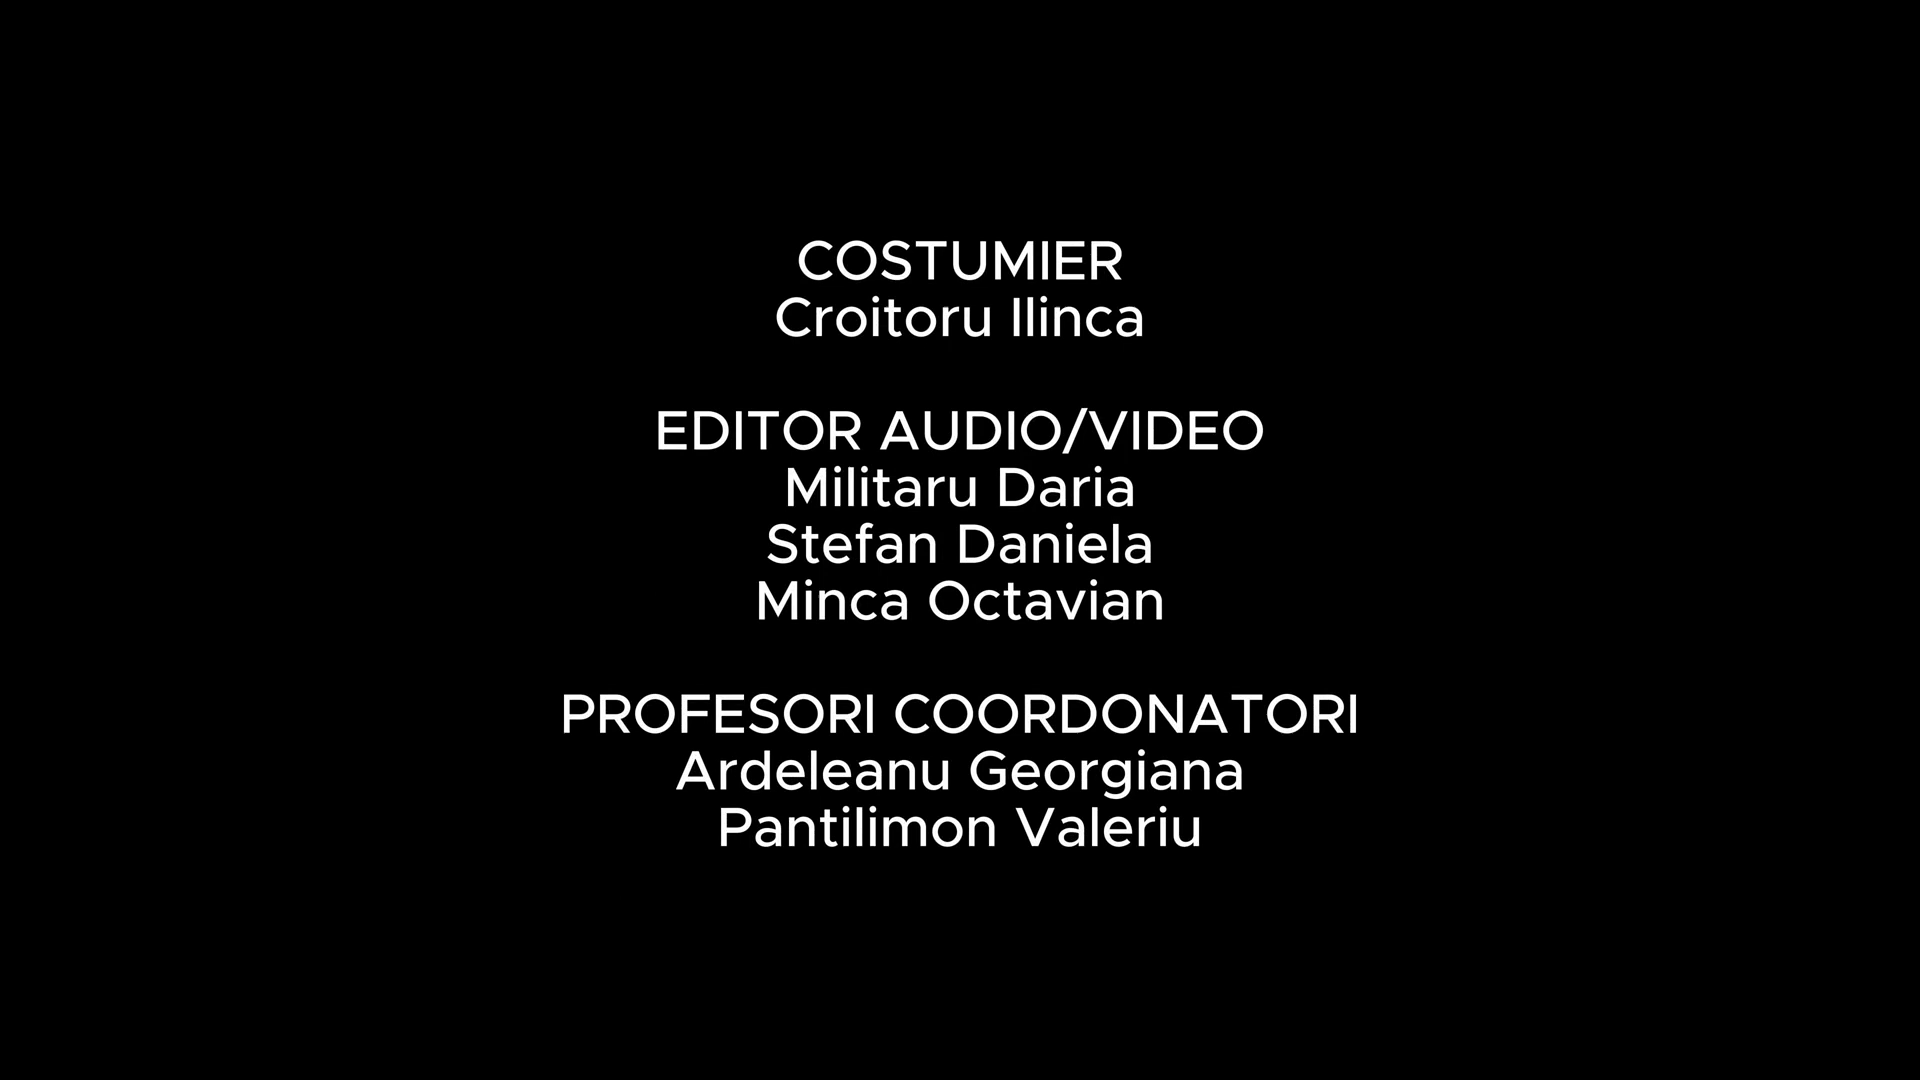 COSTUMIER
Croitoru Ilinca
EDITOR AUDIO/VIDEO
Militaru Daria
Stefan Daniela
Minca Octavian
PROFESORI COORDONATORI
Ardeleanu Georgiana
Pantilimon Valeriu